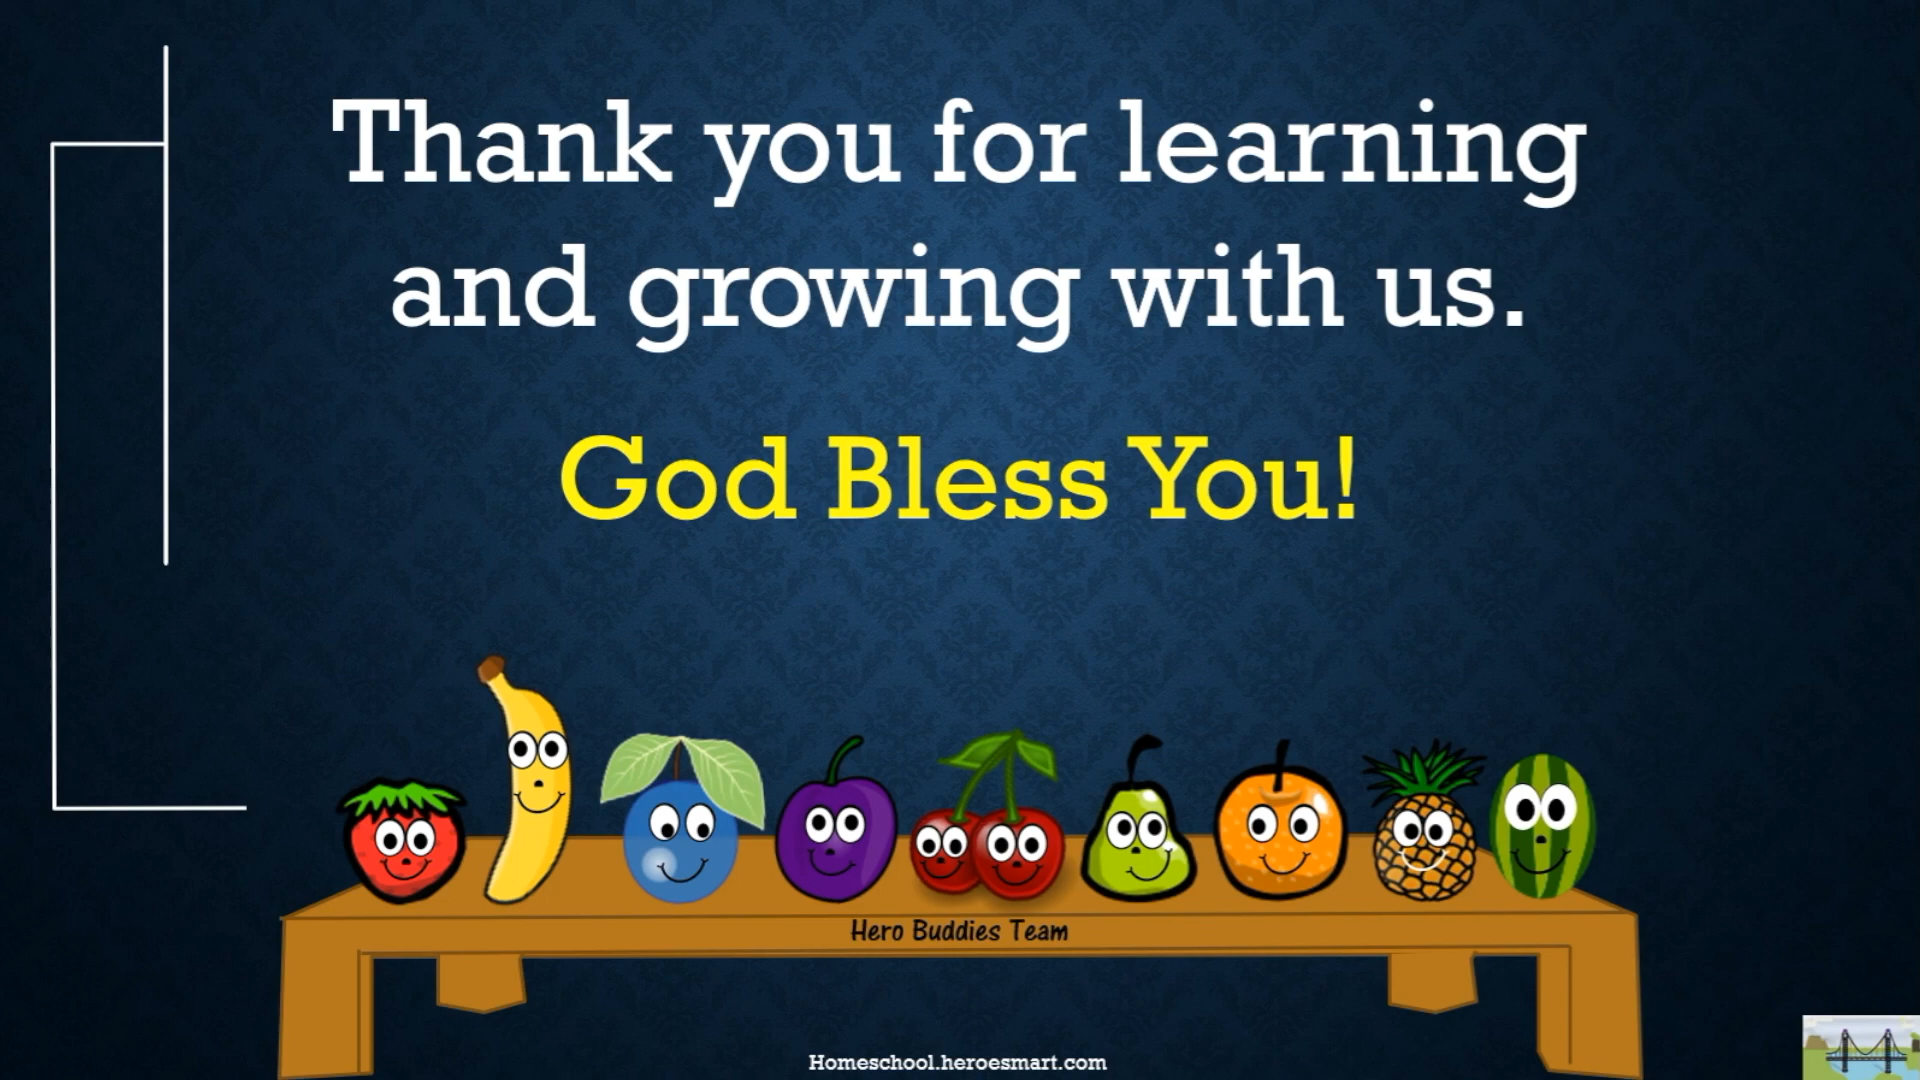 Thank you for learning
and growing with us.
God Bless You!
Hero Buddies Team
Homeschool.heroesmart.com